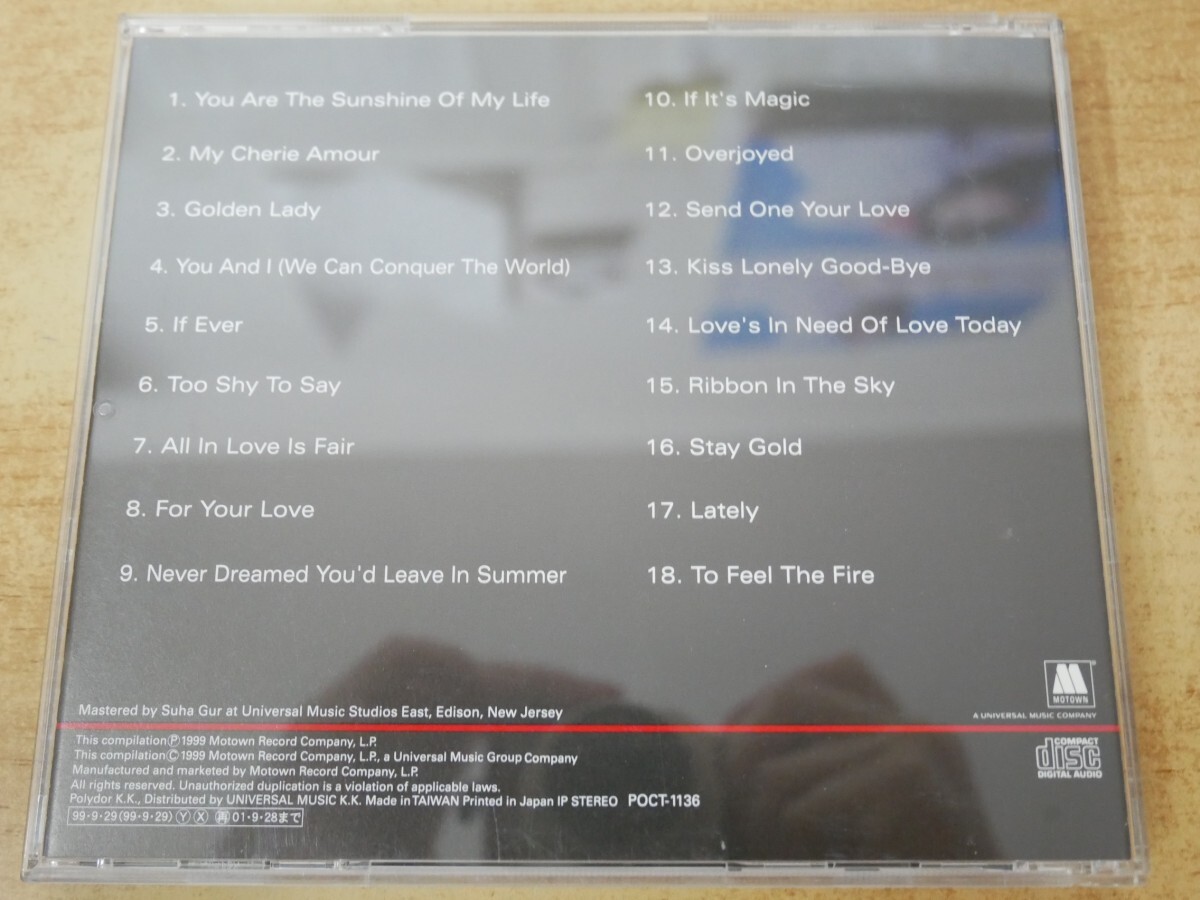 1. You Are The Sunshine Of My Life
2. My Cherie Amour
3. Golden Lady
4. You And I (We Can Conquer The World)
5. If Ever
6. Too Shy To Say
7. All In Love Is Fair
8. For Your Love
9. Never Dreamed You'd Leave In Summer
10. If It's Magic
11. Overjoyed
12. Send One Your Love
13. Kiss Lonely Good-Bye
14. Love's In Need Of Love Today
15. Ribbon In The Sky
16. Stay Gold
17. Lately
18. To Feel The Fire
Mastered by Suha Gur at Universal Music Studios East, Edison, New Jersey
MOTOWN
A UNIVERSAL MUSIC COMPANY
This compilation Ⓟ 1999 Motown Record Company, L.P.
This compilation © 1999 Motown Record Company, L.P., a Universal Music Group Company
Manufactured and marketed by Motown Record Company, L.P.
All rights reserved. Unauthorized duplication is a violation of applicable laws.
Polydor K.K., Distributed by UNIVERSAL MUSIC K.K. Made in TAIWAN Printed in Japan IP STEREO POCT-1136
99・9・29 (99・9・29) Ⓨ Ⓧ 再 01・9・28まで
COMPACT
disc
DIGITAL AUDIO